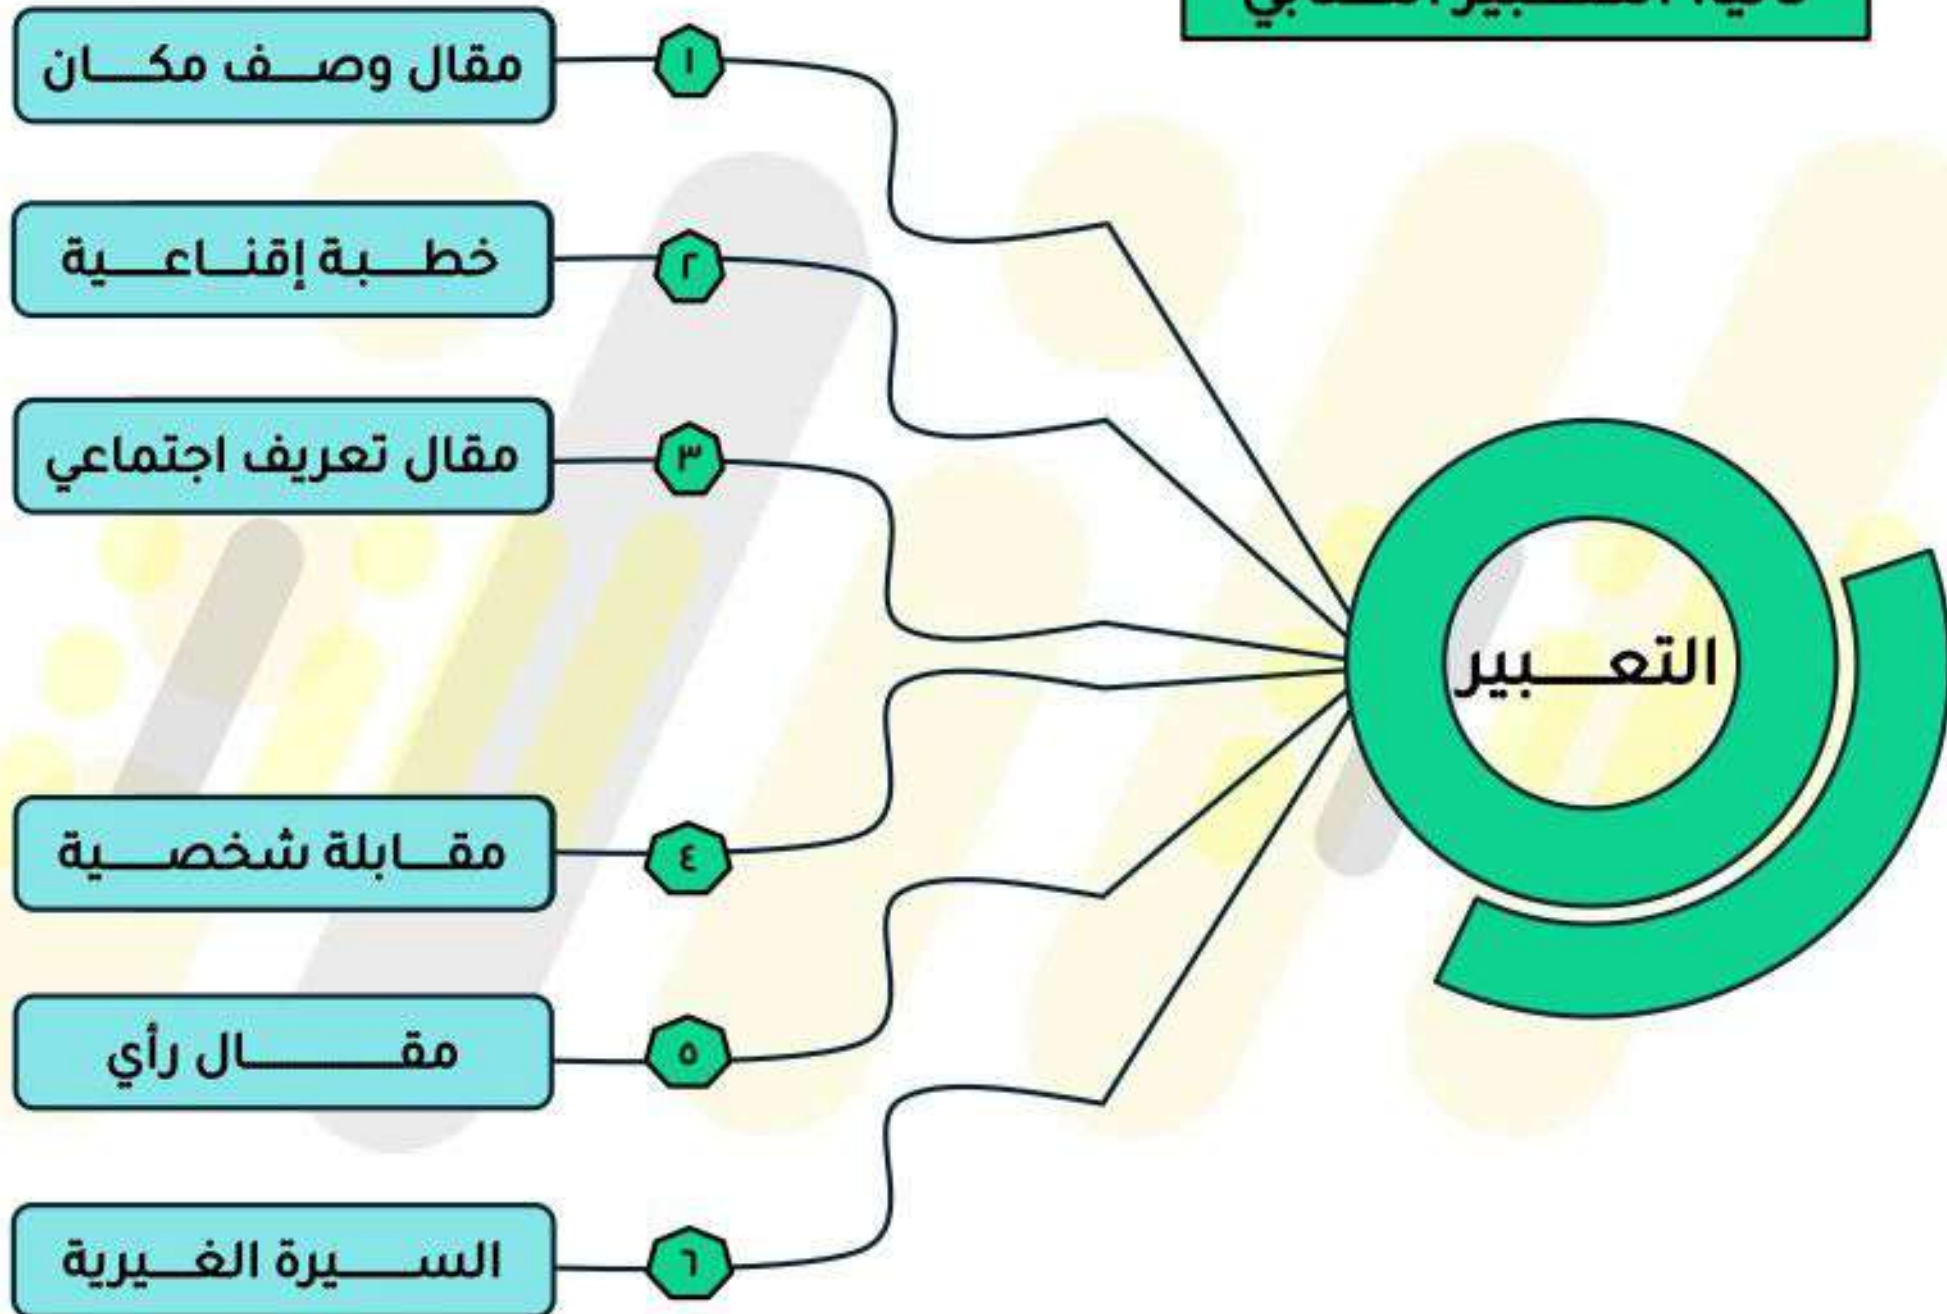 مقال وصف مكان
١
خطبة إقناعية
٢
مقال تعريف اجتماعي
٣
التعبير
مقابلة شخصية
٤
مقال رأي
٥
السيرة الغيرية
٦